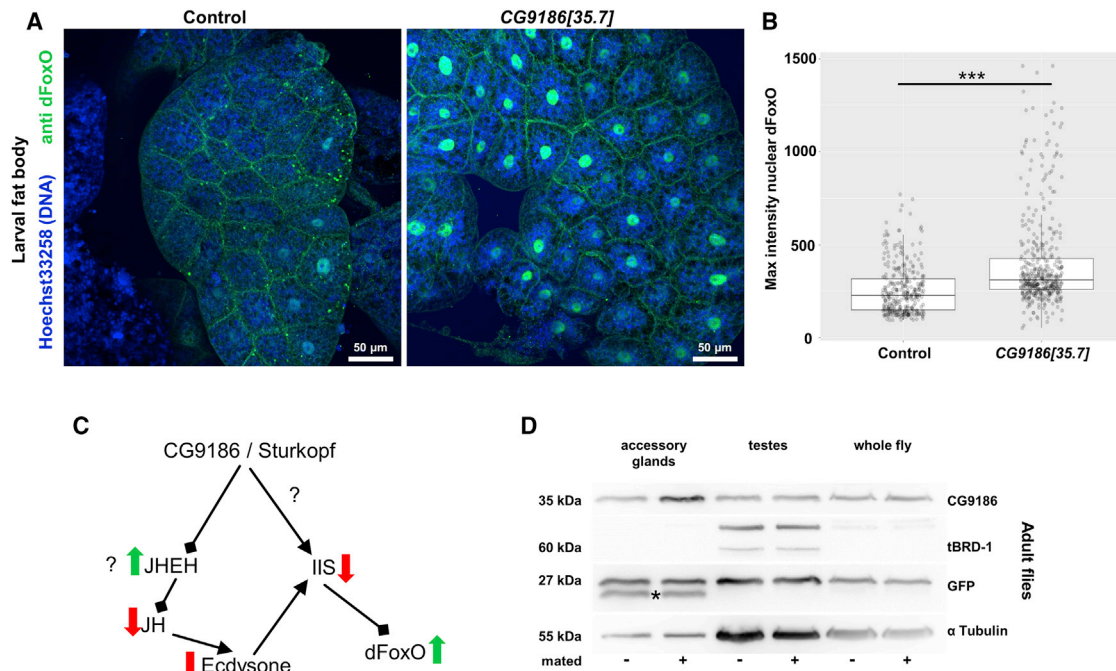 A
Control
CG9186[35.7]
Larval fat body
Hoechst33258 (DNA) anti dFoxO
50 µm
50 µm
B
Max intensity nuclear dFoxO
1500
1000
500
0
***
Control
CG9186[35.7]
C
CG9186 / Sturkopf
?
? JHEH
IIS
JH
Ecdysone
dFoxO
D
accessory glands
testes
whole fly
35 kDa
CG9186
60 kDa
tBRD-1
27 kDa
GFP
*
55 kDa
α Tubulin
mated - + - + - +
Adult flies